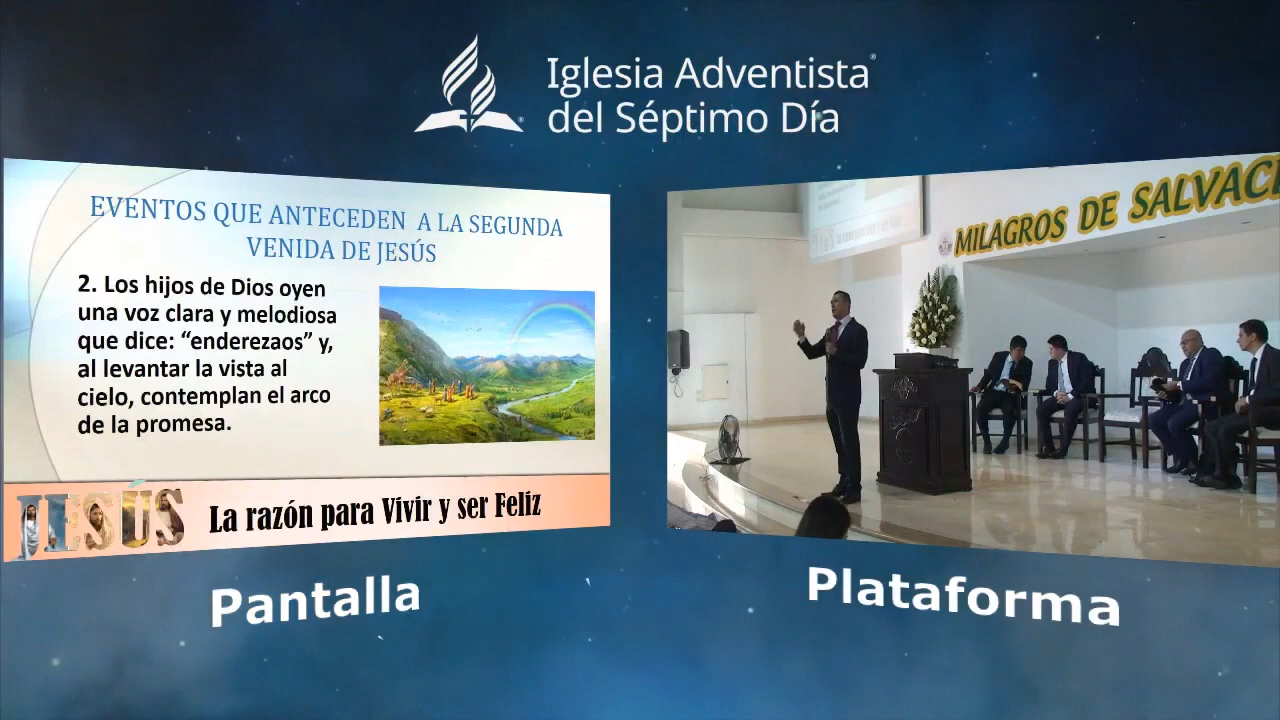 Iglesia Adventista
del Séptimo Día
EVENTOS QUE ANTECEDEN A LA SEGUNDA
VENIDA DE JESÚS
2. Los hijos de Dios oyen
una voz clara y melodiosa
que dice: “enderezaos” y,
al levantar la vista al
cielo, contemplan el arco
de la promesa.
JESÚS
La razón para Vivir y ser Feliz
MILAGROS DE SALVACI
Pantalla
Plataforma